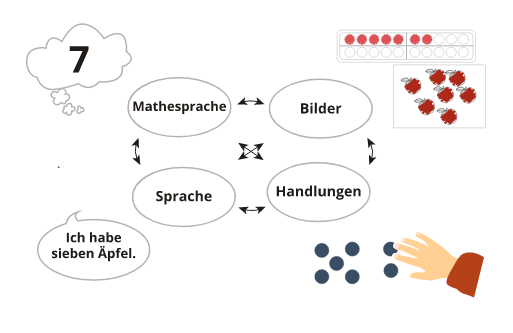 7
Mathesprache
Bilder
Sprache
Handlungen
Ich habe
sieben Äpfel.